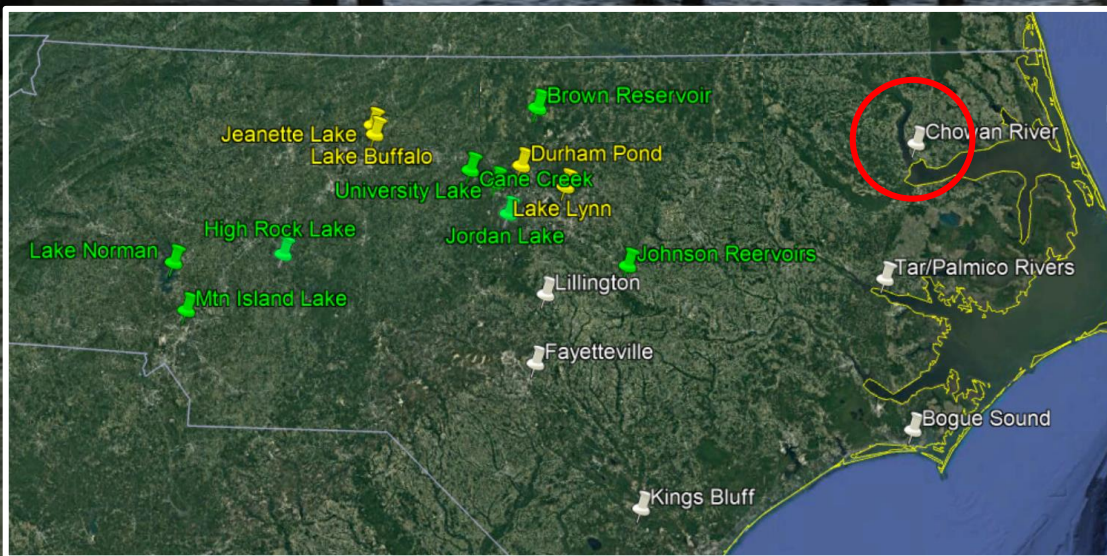 Brown Reservoir
Jeanette Lake
Chowan River
Lake Buffalo
Durham Pond
University Lake
Cane Creek
Lake Lynn
High Rock Lake
Jordan Lake
Lake Norman
Johnson Reervoirs
Tar/Palmico Rivers
Lillington
Mtn Island Lake
Fayetteville
Bogue Sound
Kings Bluff